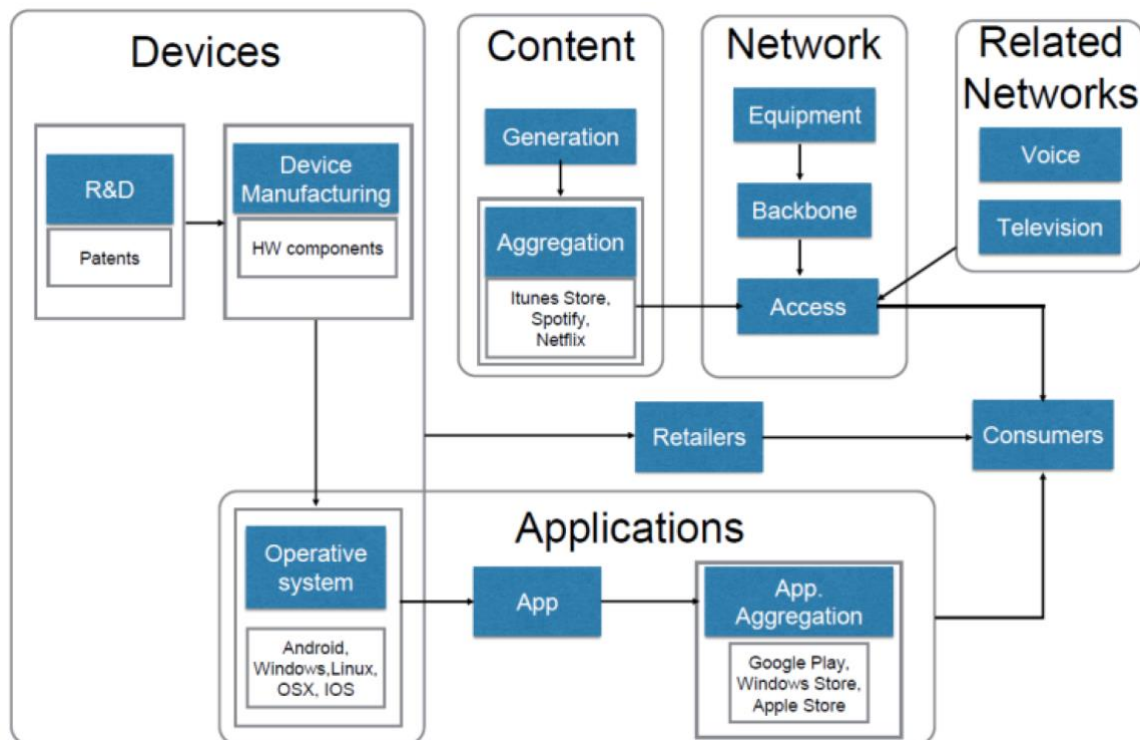 Devices
R&D
Patents
Device
Manufacturing
HW components
Content
Generation
Aggregation
Itunes Store,
Spotify,
Netflix
Network
Equipment
Backbone
Access
Related
Networks
Voice
Television
Retailers
Consumers
Applications
Operative
system
Android,
Windows,Linux,
OSX, IOS
App
App.
Aggregation
Google Play,
Windows Store,
Apple Store